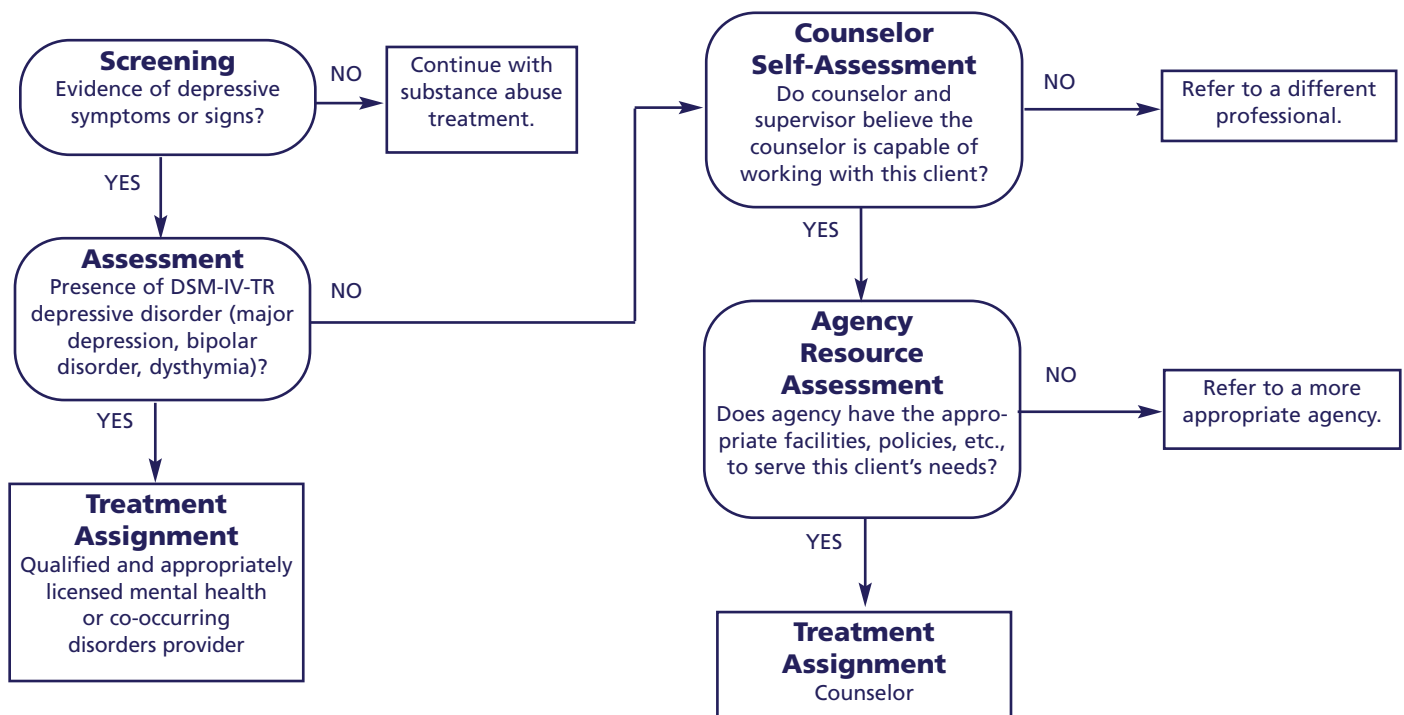 Screening
Evidence of depressive
symptoms or signs?
NO
Continue with
substance abuse
treatment.
YES
Assessment
Presence of DSM-IV-TR
depressive disorder (major
depression, bipolar
disorder, dysthymia)?
NO
YES
Treatment
Assignment
Qualified and appropriately
licensed mental health
or co-occurring
disorders provider
Counselor
Self-Assessment
Do counselor and
supervisor believe the
counselor is capable of
working with this client?
NO
Refer to a different
professional.
YES
Agency
Resource
Assessment
Does agency have the appro-
priate facilities, policies, etc.,
to serve this client's needs?
NO
Refer to a more
appropriate agency.
YES
Treatment
Assignment
Counselor